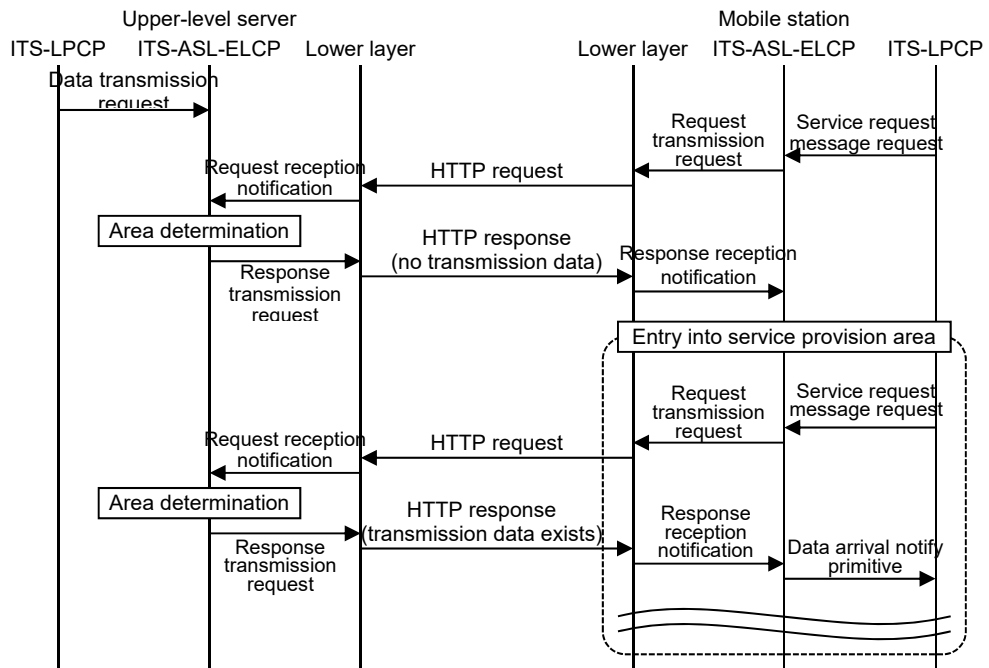 Upper-level server
Mobile station
ITS-LPCP
ITS-ASL-ELCP
Lower layer
Lower layer
ITS-ASL-ELCP
ITS-LPCP
Data transmission
request
Service request
message request
Request
transmission
request
HTTP request
Request reception
notification
Area determination
Response
transmission
request
HTTP response
(no transmission data)
Response reception
notification
Entry into service provision area
Service request
message request
Request
transmission
request
HTTP request
Request reception
notification
Area determination
Response
transmission
request
HTTP response
(transmission data exists)
Response
reception
notification
Data arrival notify
primitive